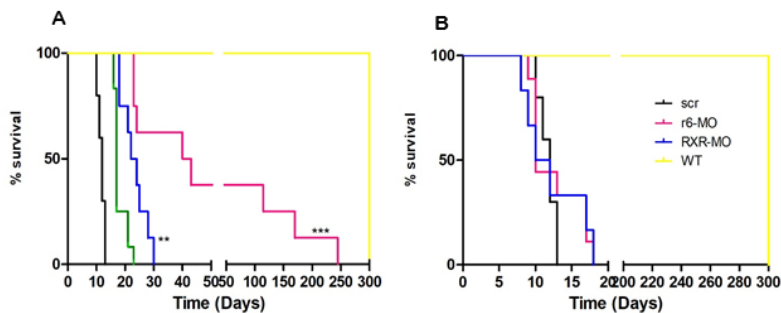 A
B
% survival
100
50
0
0 10 20 30 40 50 50 100 150 200 250 300
Time (Days)
**
***
% survival
100
50
0
0 5 10 15 20 200 220 240 260 280 300
Time (Days)
scr
r6-MO
RXR-MO
WT